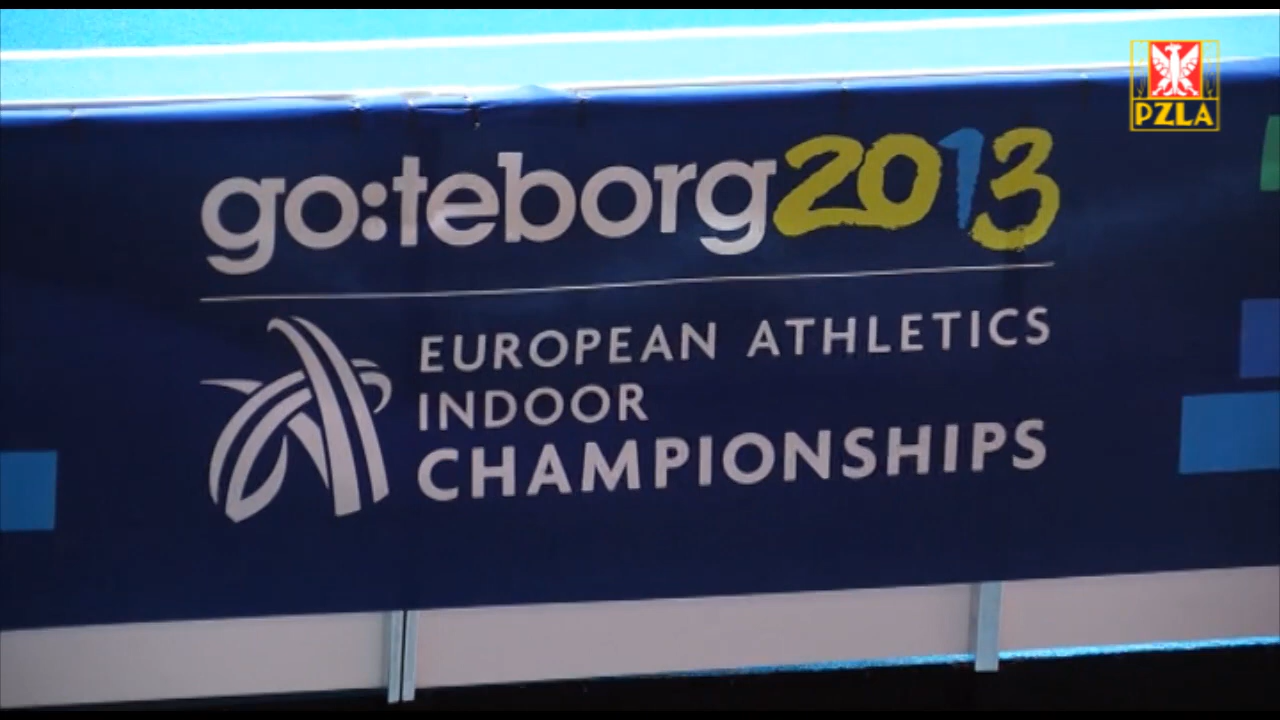 PZLA
go:teborg2013
EUROPEAN ATHLETICS
INDOOR
CHAMPIONSHIPS